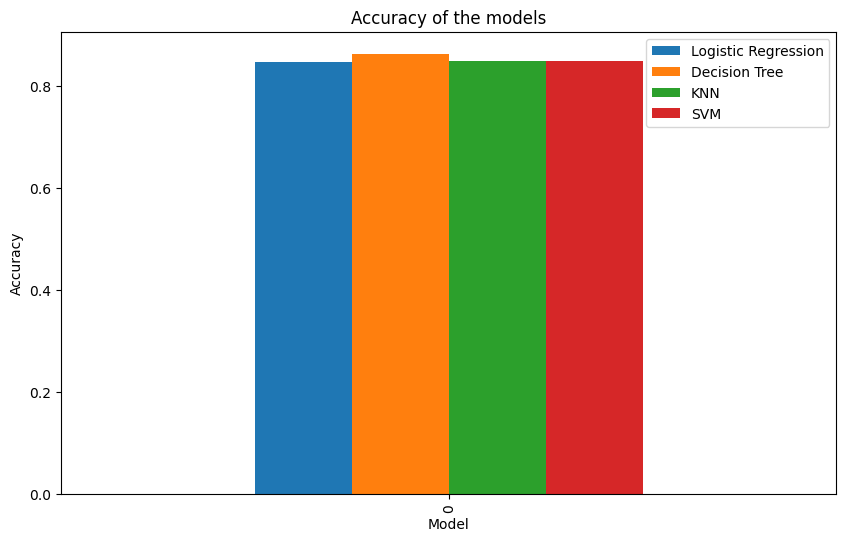 Accuracy of the models
Logistic Regression
Decision Tree
KNN
SVM
0.8
0.6
0.4
0.2
0.0
Accuracy
0
Model